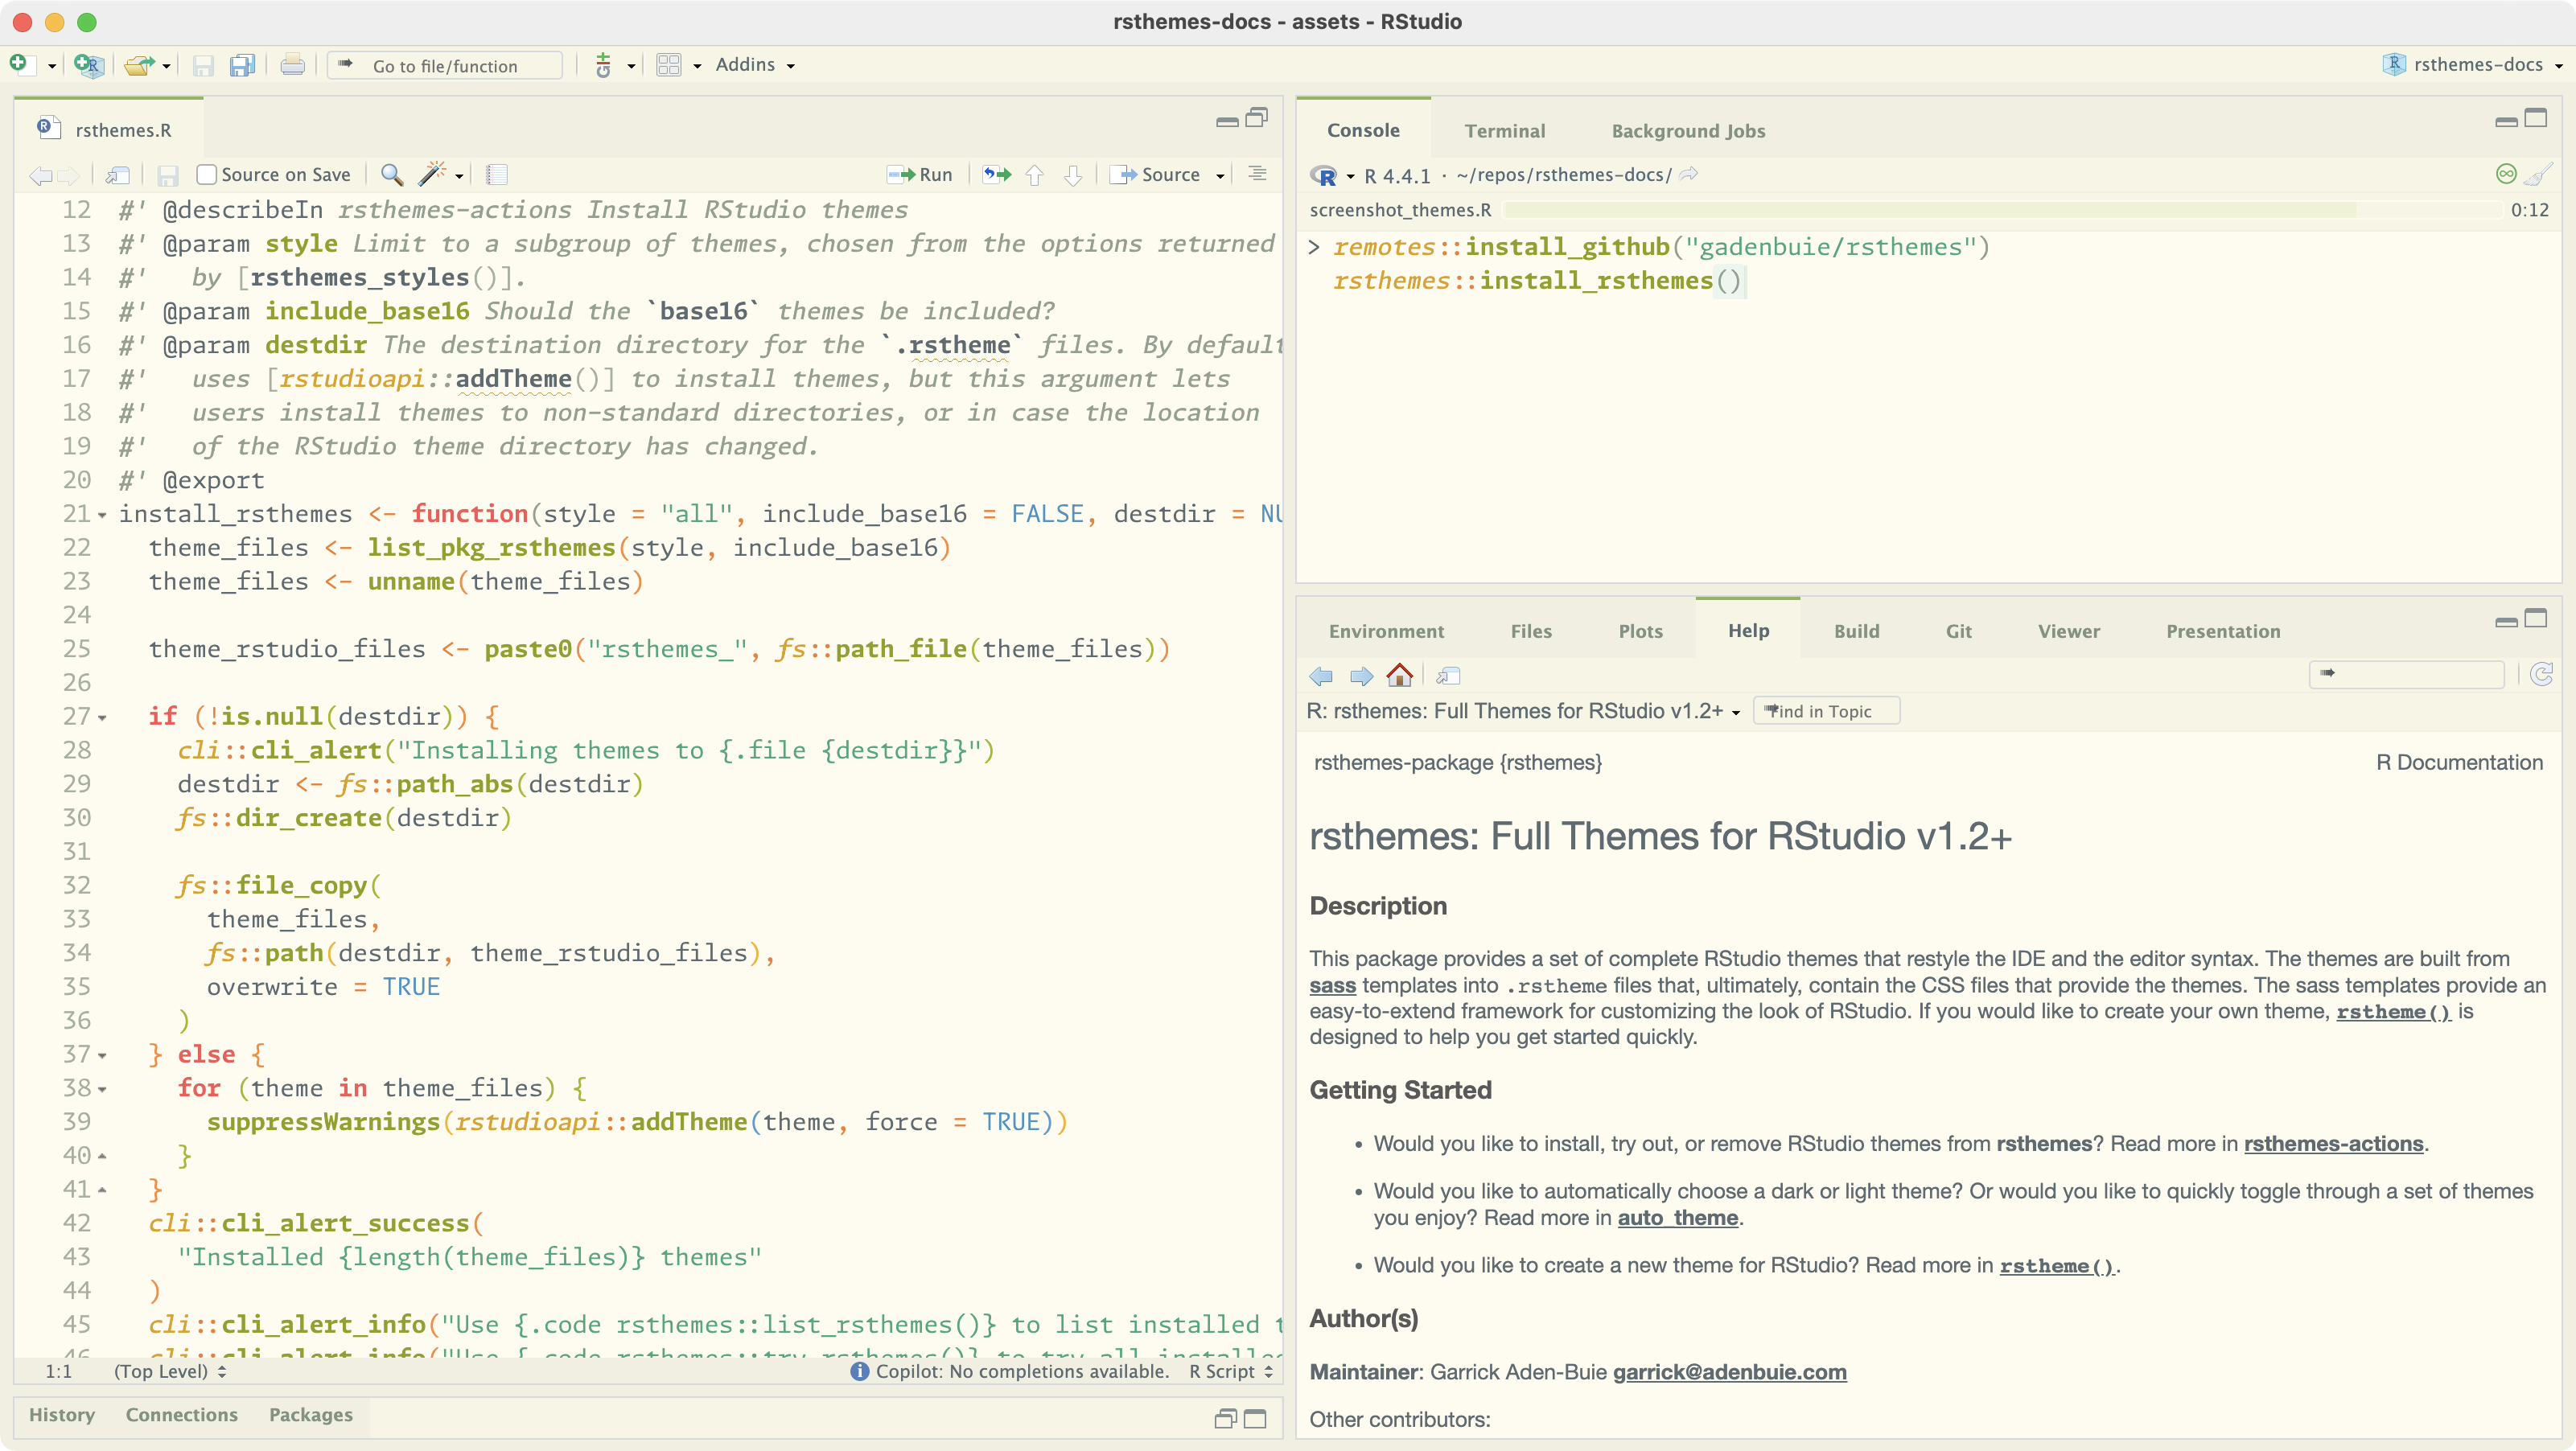 rsthemes-docs - assets - RStudio
Go to file/function
Addins
rsthemes-docs
rsthemes.R
Source on Save
Run
Source
12 #' @describeIn rsthemes-actions Install RStudio themes
13 #' @param style Limit to a subgroup of themes, chosen from the options returned
14 #'   by [rsthemes_styles()].
15 #' @param include_base16 Should the `base16` themes be included?
16 #' @param destdir The destination directory for the `.rstheme` files. By default
17 #'   uses [rstudioapi::addTheme()] to install themes, but this argument lets
18 #'   users install themes to non-standard directories, or in case the location
19 #'   of the RStudio theme directory has changed.
20 #' @export
21 install_rsthemes <- function(style = "all", include_base16 = FALSE, destdir = NU
22   theme_files <- list_pkg_rsthemes(style, include_base16)
23   theme_files <- unname(theme_files)
24
25   theme_rstudio_files <- paste0("rsthemes_", fs::path_file(theme_files))
26
27   if (!is.null(destdir)) {
28     cli::cli_alert("Installing themes to {.file {destdir}}")
29     destdir <- fs::path_abs(destdir)
30     fs::dir_create(destdir)
31
32     fs::file_copy(
33       theme_files,
34       fs::path(destdir, theme_rstudio_files),
35       overwrite = TRUE
36     )
37   } else {
38     for (theme in theme_files) {
39       suppressWarnings(rstudioapi::addTheme(theme, force = TRUE))
40     }
41   }
42   cli::cli_alert_success(
43     "Installed {length(theme_files)} themes"
44   )
45   cli::cli_alert_info("Use {.code rsthemes::list_rsthemes()} to list installed t
1:1 (Top Level)
Copilot: No completions available. R Script
History Connections Packages
Console Terminal Background Jobs
R 4.4.1 · ~/repos/rsthemes-docs/
screenshot_themes.R 0:12
> remotes::install_github("gadenbuie/rsthemes")
rsthemes::install_rsthemes()
Environment Files Plots Help Build Git Viewer Presentation
R: rsthemes: Full Themes for RStudio v1.2+ Find in Topic
rsthemes-package {rsthemes} R Documentation
rsthemes: Full Themes for RStudio v1.2+
Description
This package provides a set of complete RStudio themes that restyle the IDE and the editor syntax. The themes are built from
sass templates into .rstheme files that, ultimately, contain the CSS files that provide the themes. The sass templates provide an
easy-to-extend framework for customizing the look of RStudio. If you would like to create your own theme, rstheme() is
designed to help you get started quickly.
Getting Started
• Would you like to install, try out, or remove RStudio themes from rsthemes? Read more in rsthemes-actions.
• Would you like to automatically choose a dark or light theme? Or would you like to quickly toggle through a set of themes
you enjoy? Read more in auto_theme.
• Would you like to create a new theme for RStudio? Read more in rstheme().
Author(s)
Maintainer: Garrick Aden-Buie garrick@adenbuie.com
Other contributors: